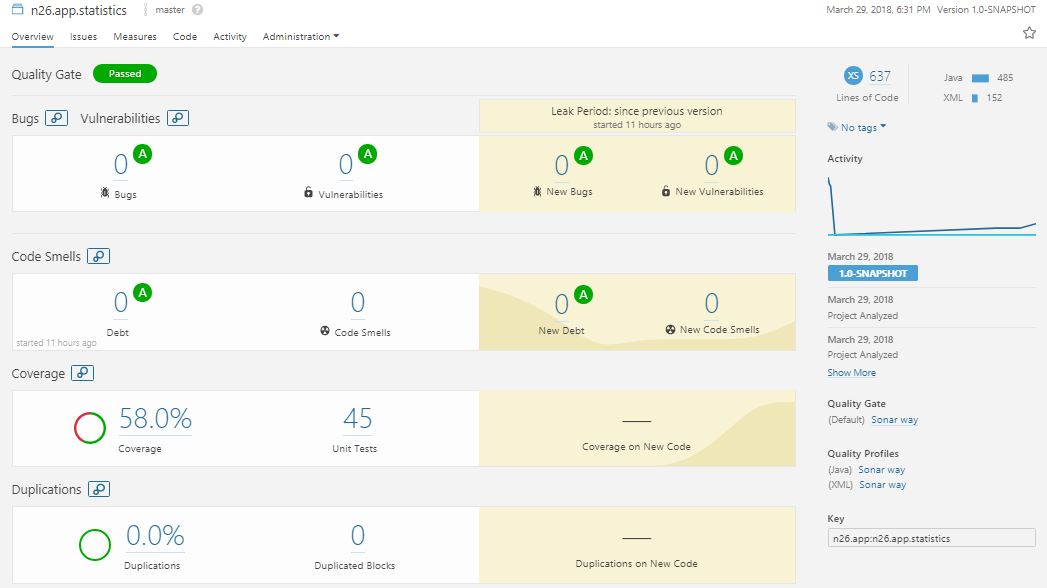 n26.app.statistics master ? March 29, 2018, 6:31 PM Version 1.0-SNAPSHOT
Overview Issues Measures Code Activity Administration
Quality Gate Passed
Bugs Vulnerabilities
Leak Period: since previous version
started 11 hours ago
0 A 0 A 0 A 0 A
Bugs Vulnerabilities New Bugs New Vulnerabilities
Code Smells
0 A 0 0 A 0
Debt Code Smells New Debt New Code Smells
started 11 hours ago
Coverage
58.0% 45 —
Coverage Unit Tests Coverage on New Code
Duplications
0.0% 0 —
Duplications Duplicated Blocks Duplications on New Code
XS 637
Lines of Code
Java 485
XML 152
No tags
Activity
March 29, 2018
1.0-SNAPSHOT
March 29, 2018
Project Analyzed
March 29, 2018
Project Analyzed
Show More
Quality Gate
(Default) Sonar way
Quality Profiles
(Java) Sonar way
(XML) Sonar way
Key
n26.app:n26.app.statistics